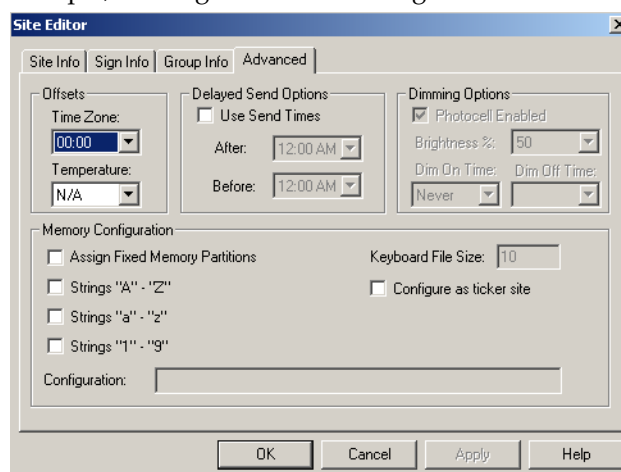 Site Editor
Site Info Sign Info Group Info Advanced
Offsets
Time Zone:
00:00
Temperature:
N/A
Delayed Send Options
Use Send Times
After: 12:00 AM
Before: 12:00 AM
Dimming Options
Photocell Enabled
Brightness %: 50
Dim On Time: Dim Off Time:
Never
Memory Configuration
Assign Fixed Memory Partitions
Strings "A" - "Z"
Strings "a" - "z"
Strings "1" - "9"
Keyboard File Size: 10
Configure as ticker site
Configuration:
OK Cancel Apply Help